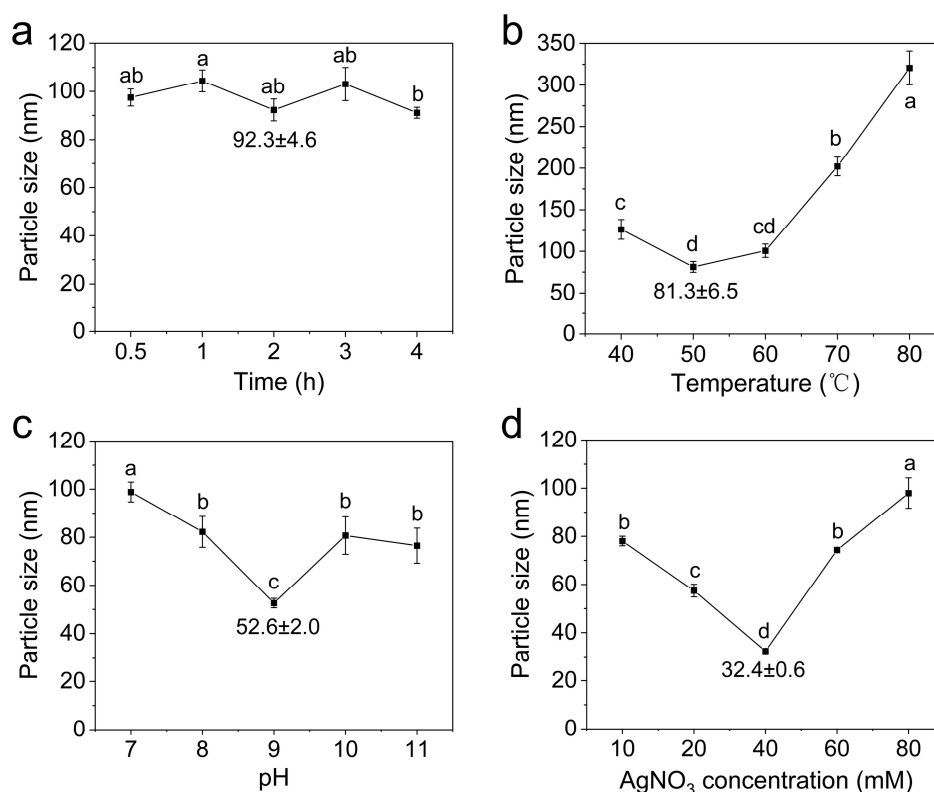 a
120
100
80
60
40
20
0
Particle size (nm)
ab
a
ab
ab
b
92.3±4.6
0.5 1 2 3 4
Time (h)
b
350
300
250
200
150
100
50
0
Particle size (nm)
c
d
cd
b
a
81.3±6.5
40 50 60 70 80
Temperature (℃)
c
120
100
80
60
40
20
0
Particle size (nm)
a
b
c
b
b
52.6±2.0
7 8 9 10 11
pH
d
120
100
80
60
40
20
0
Particle size (nm)
b
c
d
b
a
32.4±0.6
10 20 40 60 80
AgNO₃ concentration (mM)